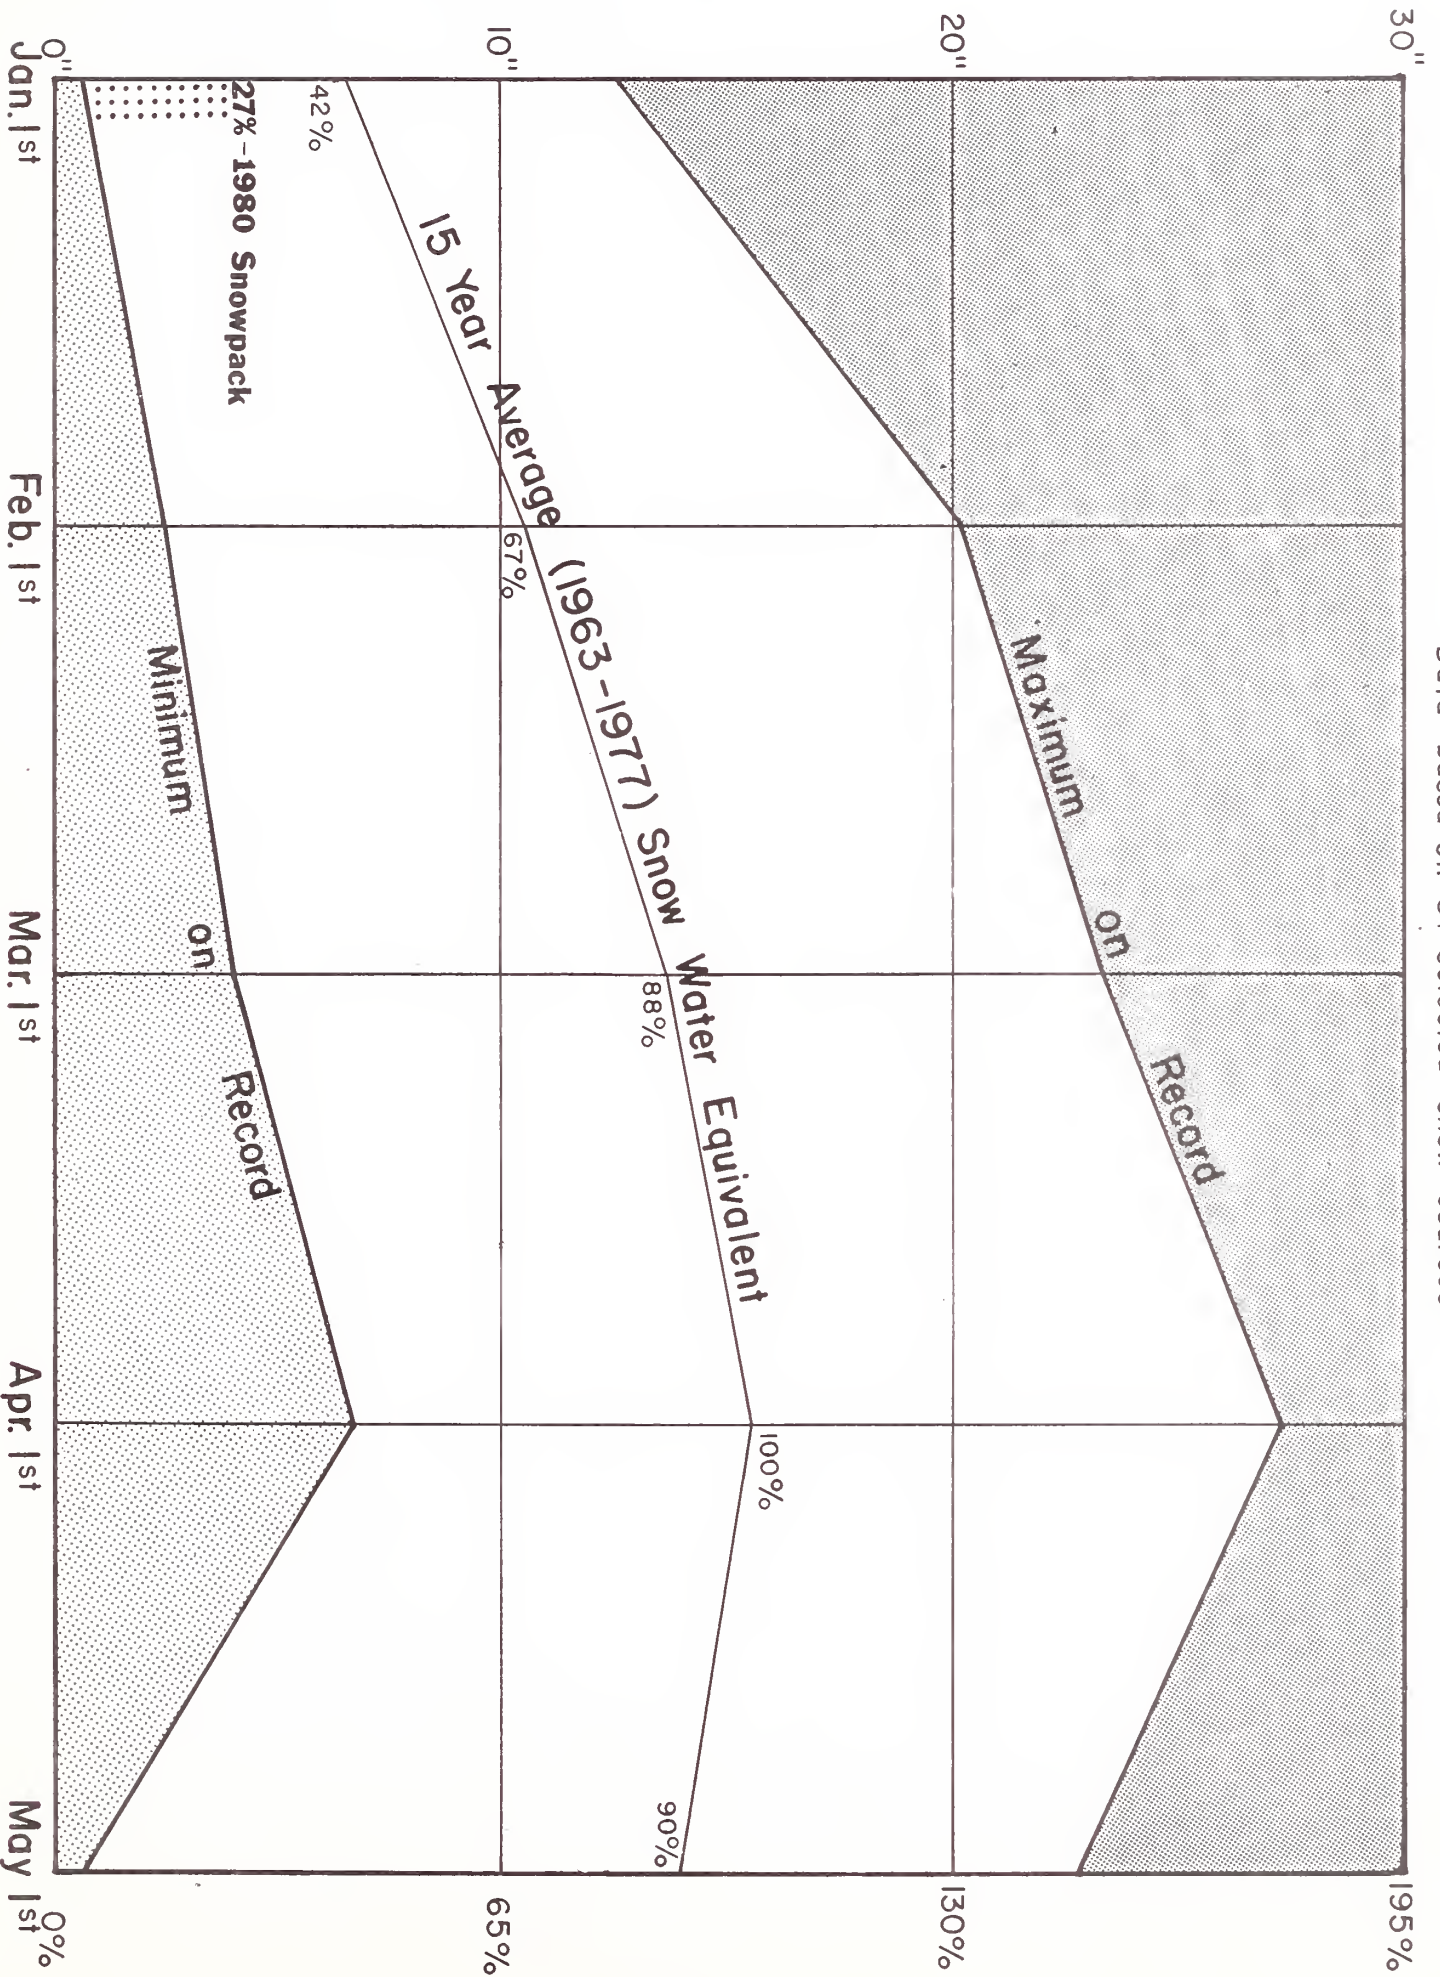 30"
20"
10"
0"
Maximum on Record
15 Year Average (1963-1977) Snow Water Equivalent
42%
67%
88%
100%
90%
27%-1980 Snowpack
Minimum on Record
195%
130%
65%
0%
Jan. 1st
Feb. 1st
Mar. 1st
Apr. 1st
May 1st